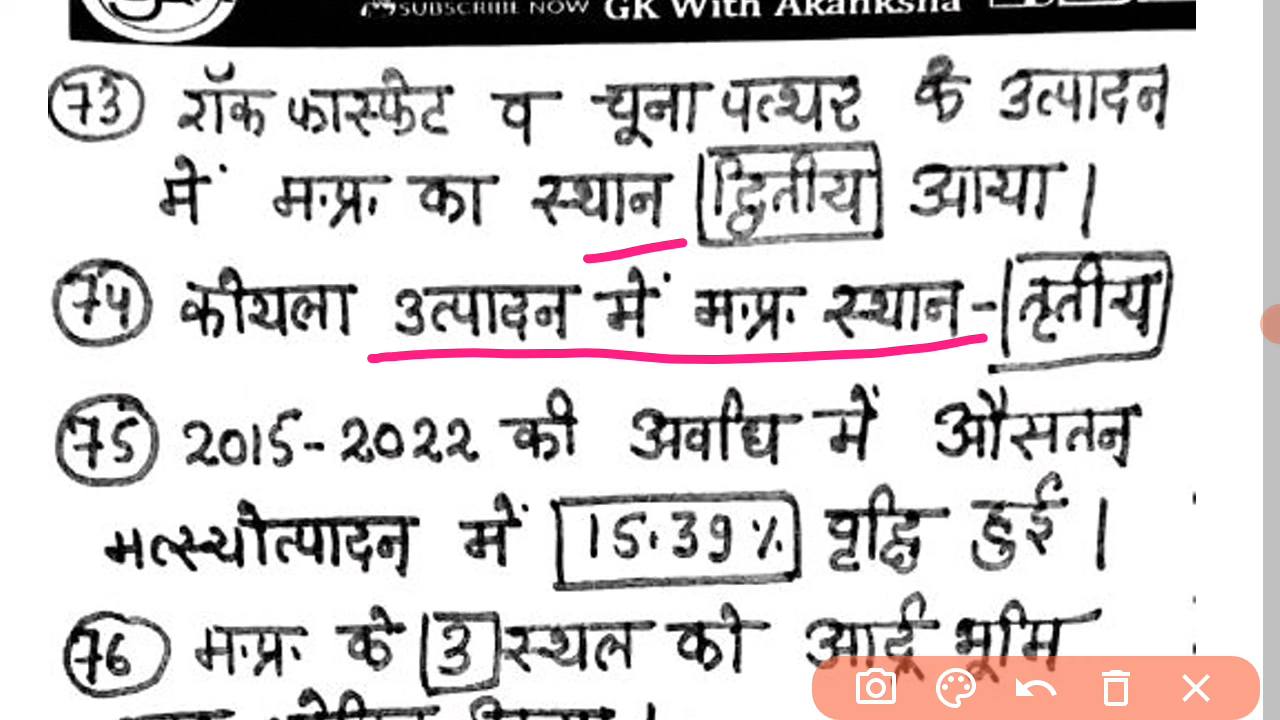 SUBSCRIBE NOW GK With Akanksha
73 रॉक फास्फेट व चूना पत्थर के उत्पादन
में म.प्र. का स्थान द्वितीय आया।
74 कोयला उत्पादन में म.प्र. स्थान - तृतीय
75 2015-2022 की अवधि में औसतन
मत्स्योत्पादन में 15.39% वृद्धि हुई।
76 म.प्र. के 3 स्थल को आर्द्र भूमि